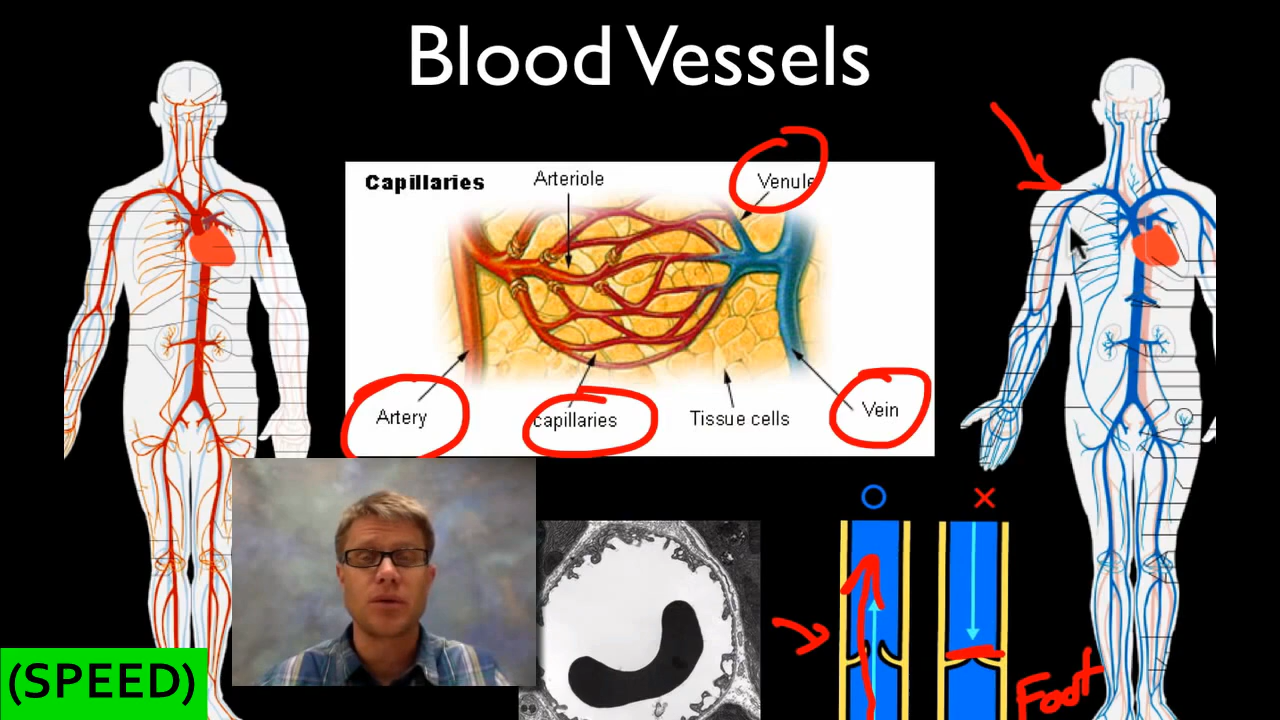 Blood Vessels
Capillaries
Arteriole
Venule
Artery
capillaries
Tissue cells
Vein
Foot
(SPEED)